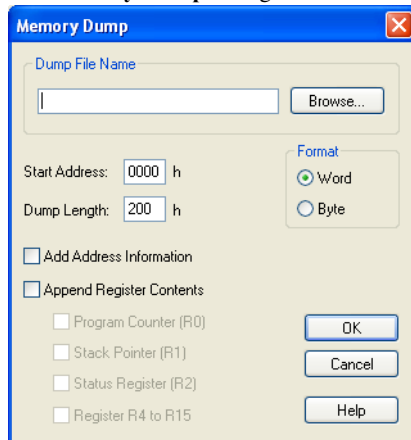 Memory Dump
Dump File Name
Browse...
Start Address: 0000 h
Format
Word
Dump Length: 200 h
Byte
Add Address Information
Append Register Contents
Program Counter (R0)
OK
Stack Pointer (R1)
Cancel
Status Register (R2)
Register R4 to R15
Help